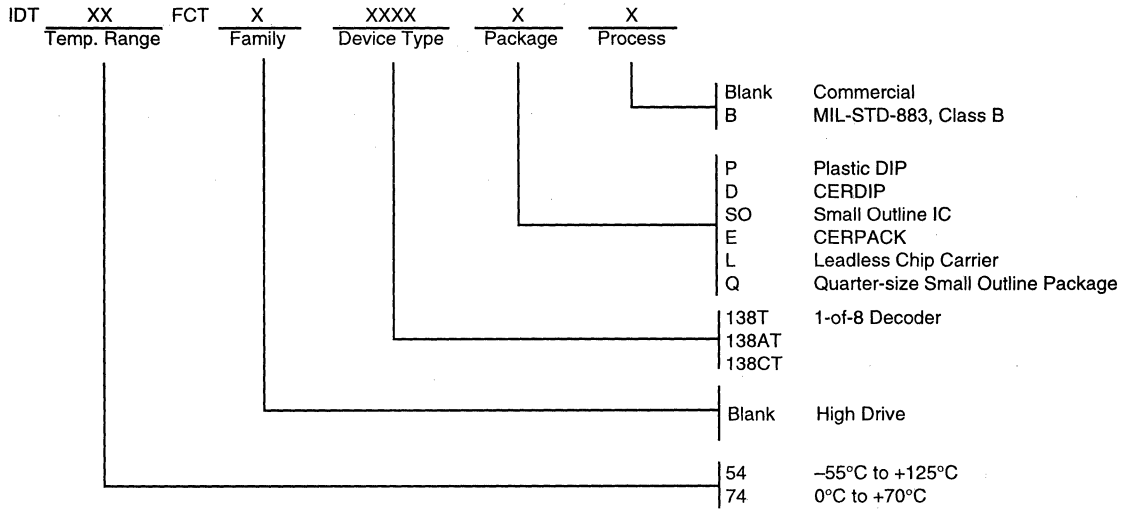 IDT XX FCT X XXXX X X
Temp. Range Family Device Type Package Process
Blank Commercial
B MIL-STD-883, Class B
P Plastic DIP
D CERDIP
SO Small Outline IC
E CERPACK
L Leadless Chip Carrier
Q Quarter-size Small Outline Package
138T 1-of-8 Decoder
138AT
138CT
Blank High Drive
54 –55°C to +125°C
74 0°C to +70°C